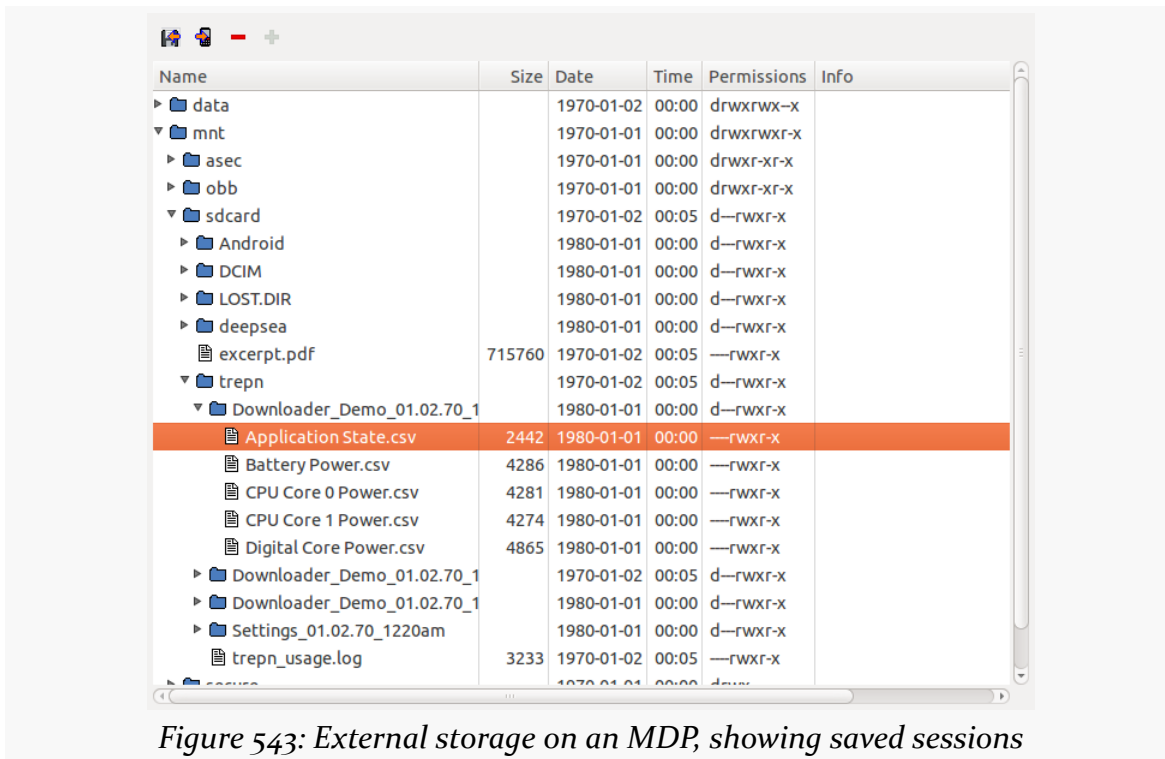 Name Size Date Time Permissions Info
data 1970-01-02 00:00 drwxrwx--x
mnt 1970-01-01 00:00 drwxrwxr-x
asec 1970-01-01 00:00 drwxr-xr-x
obb 1970-01-01 00:00 drwxr-xr-x
sdcard 1970-01-02 00:05 d---rwxr-x
Android 1980-01-01 00:00 d---rwxr-x
DCIM 1980-01-01 00:00 d---rwxr-x
LOST.DIR 1980-01-01 00:00 d---rwxr-x
deepsea 1980-01-01 00:00 d---rwxr-x
excerpt.pdf 715760 1970-01-02 00:05 ----rwxr-x
trepn 1970-01-02 00:05 d---rwxr-x
Downloader_Demo_01.02.70_1 1980-01-01 00:00 d---rwxr-x
Application State.csv 2442 1980-01-01 00:00 ----rwxr-x
Battery Power.csv 4286 1980-01-01 00:00 ----rwxr-x
CPU Core 0 Power.csv 4281 1980-01-01 00:00 ----rwxr-x
CPU Core 1 Power.csv 4274 1980-01-01 00:00 ----rwxr-x
Digital Core Power.csv 4865 1980-01-01 00:00 ----rwxr-x
Downloader_Demo_01.02.70_1 1970-01-02 00:05 d---rwxr-x
Downloader_Demo_01.02.70_1 1980-01-01 00:00 d---rwxr-x
Settings_01.02.70_1220am 1980-01-01 00:00 d---rwxr-x
trepn_usage.log 3233 1970-01-02 00:05 ----rwxr-x
secure 1970-01-01 00:00
Figure 543: External storage on an MDP, showing saved sessions